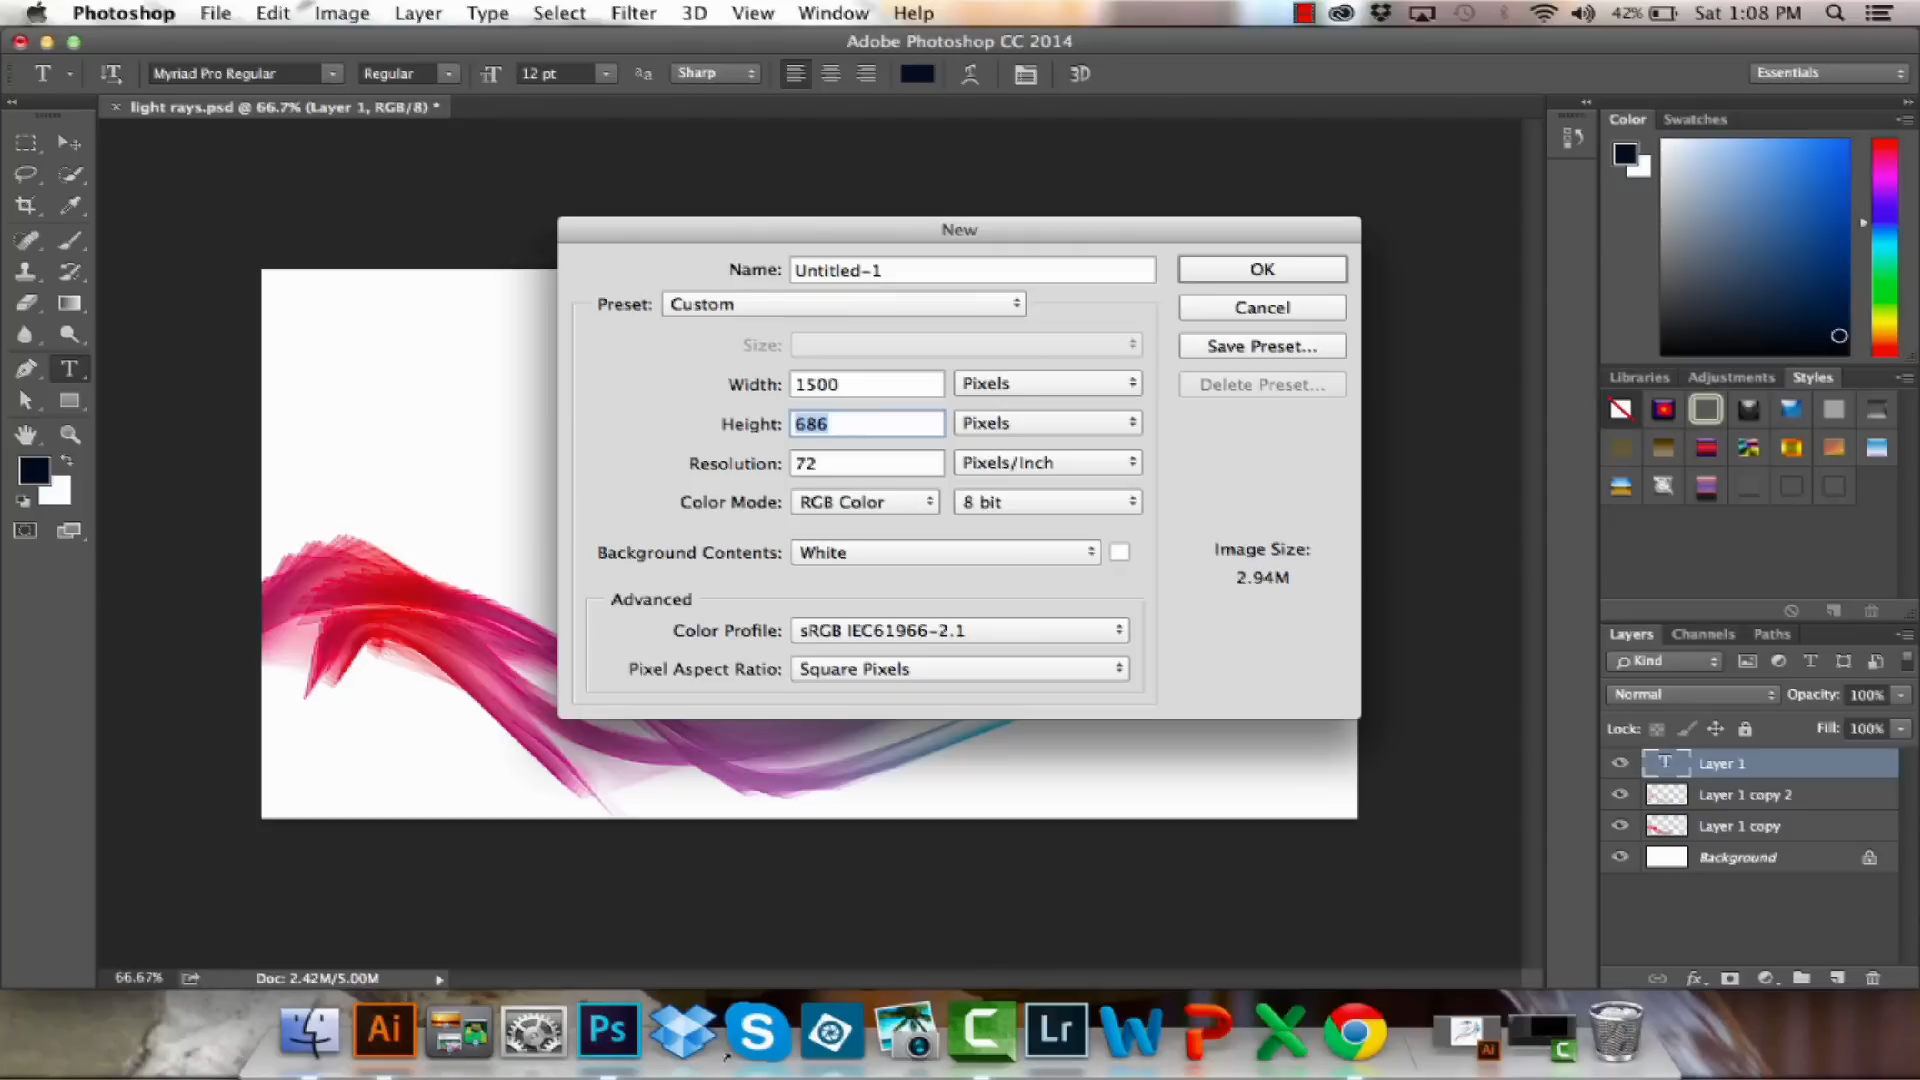 Photoshop File Edit Image Layer Type Select Filter 3D View Window Help 42% Sat 1:08 PM
Adobe Photoshop CC 2014
T Myriad Pro Regular Regular 12 pt aa Sharp 3D Essentials
× light rays.psd @ 66.7% (Layer 1, RGB/8) *
Color Swatches
New
Name: Untitled-1 OK
Preset: Custom Cancel
Size: Save Preset...
Width: 1500 Pixels Delete Preset...
Height: 686 Pixels
Resolution: 72 Pixels/Inch
Color Mode: RGB Color 8 bit
Background Contents: White
Image Size:
2.94M
Advanced
Color Profile: sRGB IEC61966-2.1
Pixel Aspect Ratio: Square Pixels
Libraries Adjustments Styles
Layers Channels Paths
Kind T
Normal Opacity: 100%
Lock: Fill: 100%
T Layer 1
Layer 1 copy 2
Layer 1 copy
Background
fx
66.67% Doc: 2.42M/5.00M
Ai Ps S C Lr W P X Ai C